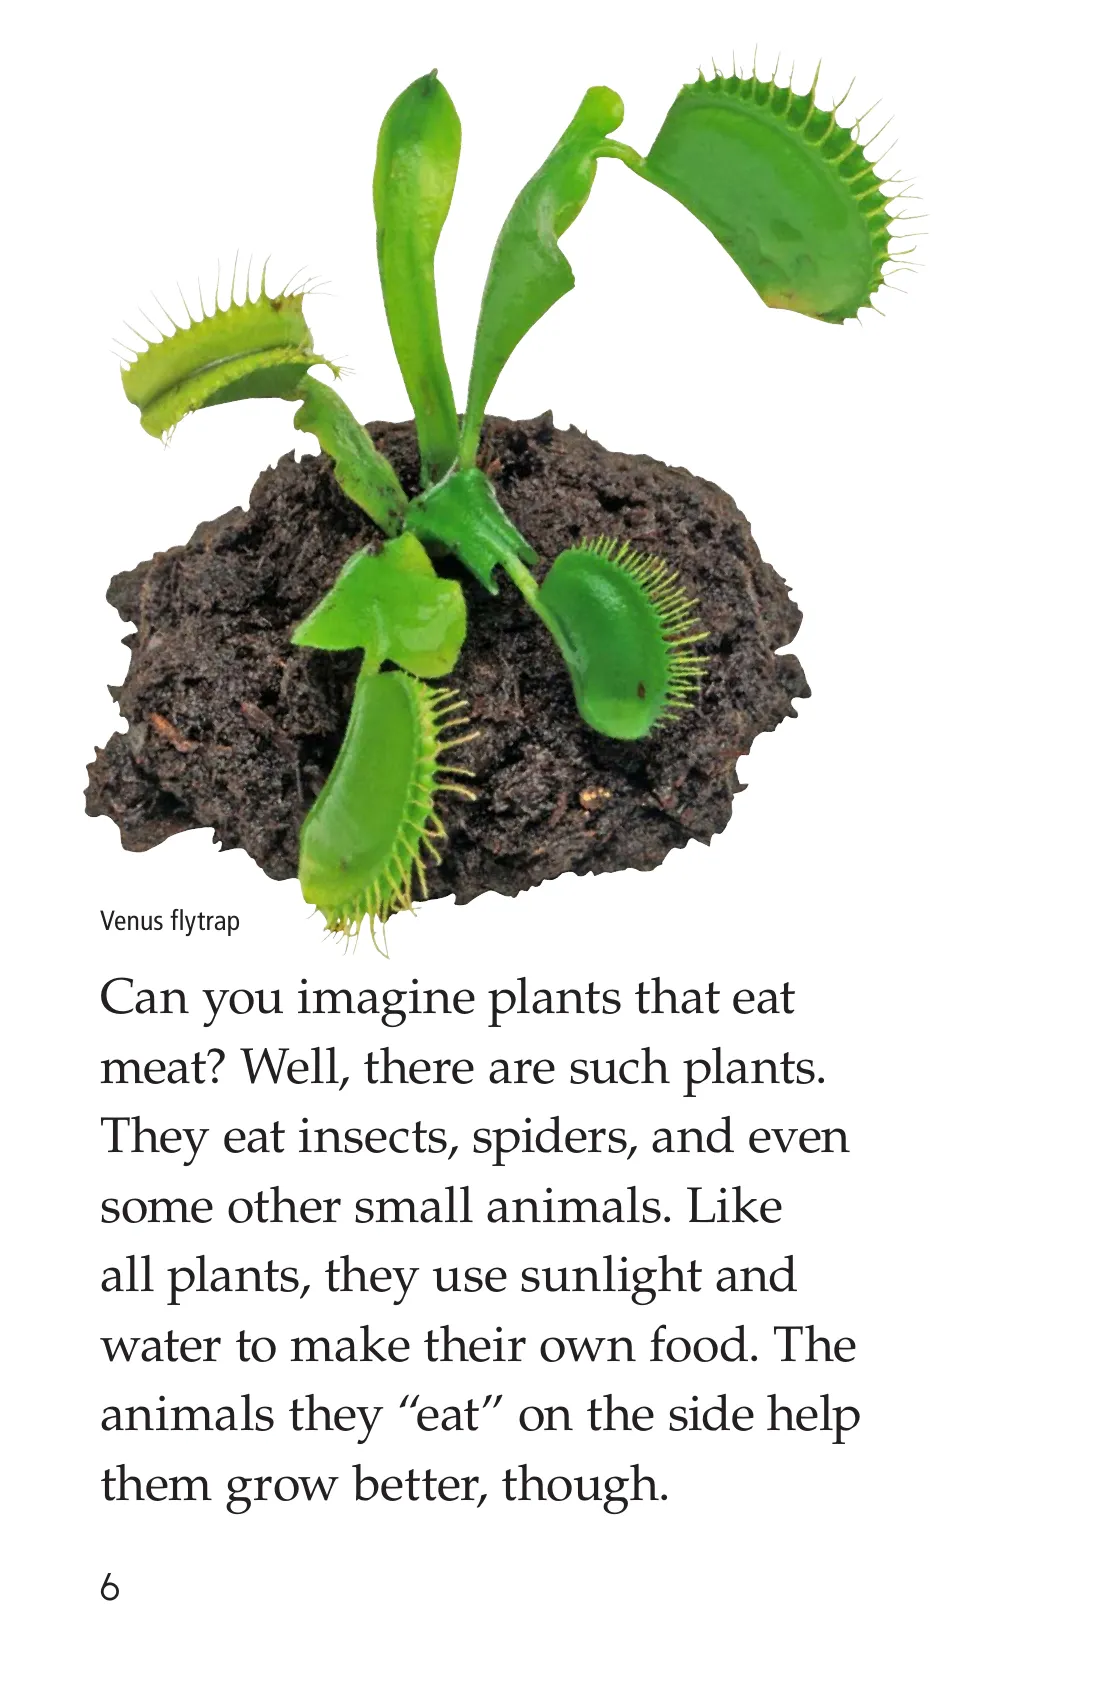 Venus flytrap
Can you imagine plants that eat
meat? Well, there are such plants.
They eat insects, spiders, and even
some other small animals. Like
all plants, they use sunlight and
water to make their own food. The
animals they “eat” on the side help
them grow better, though.
6